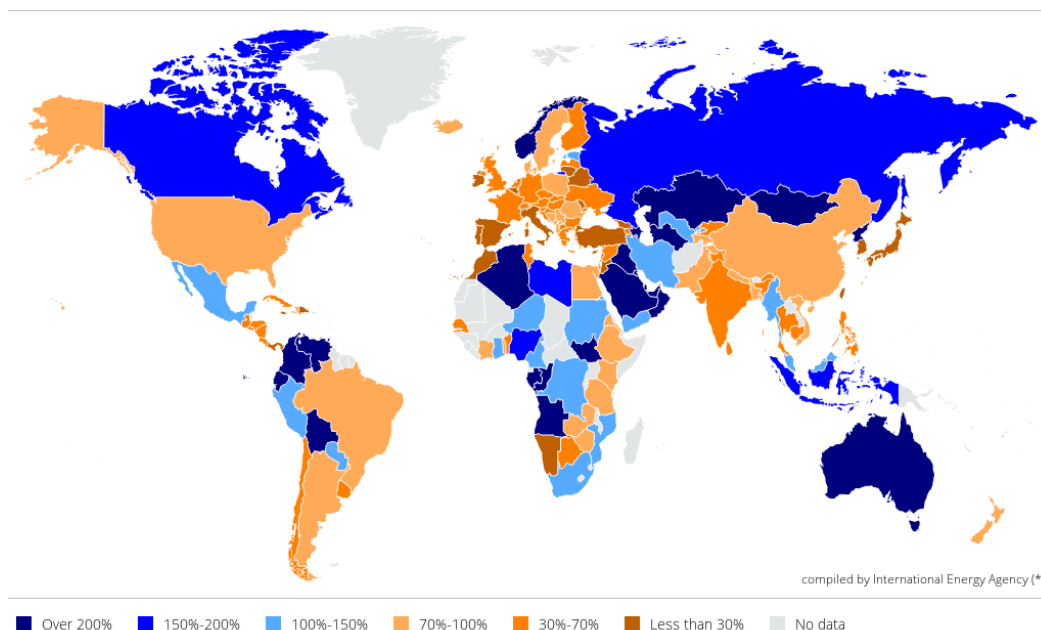 compiled by International Energy Agency (*
Over 200% 150%-200% 100%-150% 70%-100% 30%-70% Less than 30% No data